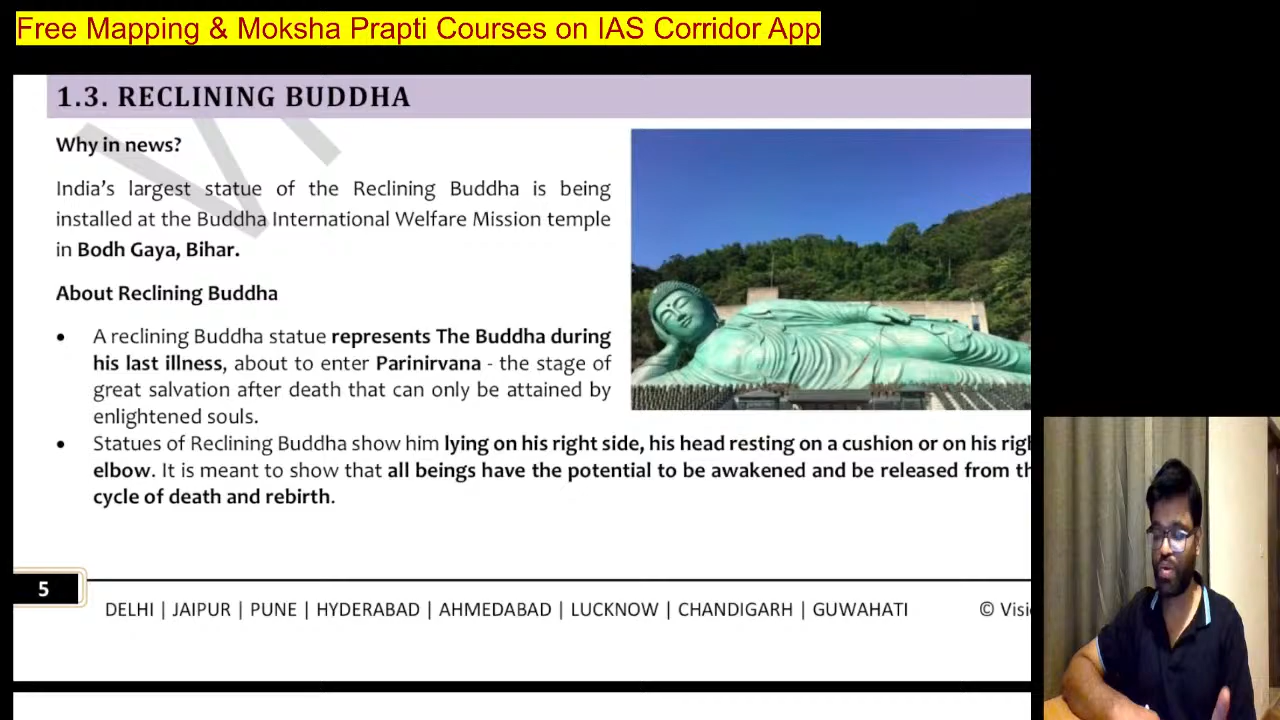 Free Mapping & Moksha Prapti Courses on IAS Corridor App
1.3. RECLINING BUDDHA
Why in news?
India's largest statue of the Reclining Buddha is being
installed at the Buddha International Welfare Mission temple
in Bodh Gaya, Bihar.
About Reclining Buddha
• A reclining Buddha statue represents The Buddha during
his last illness, about to enter Parinirvana - the stage of
great salvation after death that can only be attained by
enlightened souls.
• Statues of Reclining Buddha show him lying on his right side, his head resting on a cushion or on his
elbow. It is meant to show that all beings have the potential to be awakened and be released from
cycle of death and rebirth.
5
DELHI | JAIPUR | PUNE | HYDERABAD | AHMEDABAD | LUCKNOW | CHANDIGARH | GUWAHATI ©